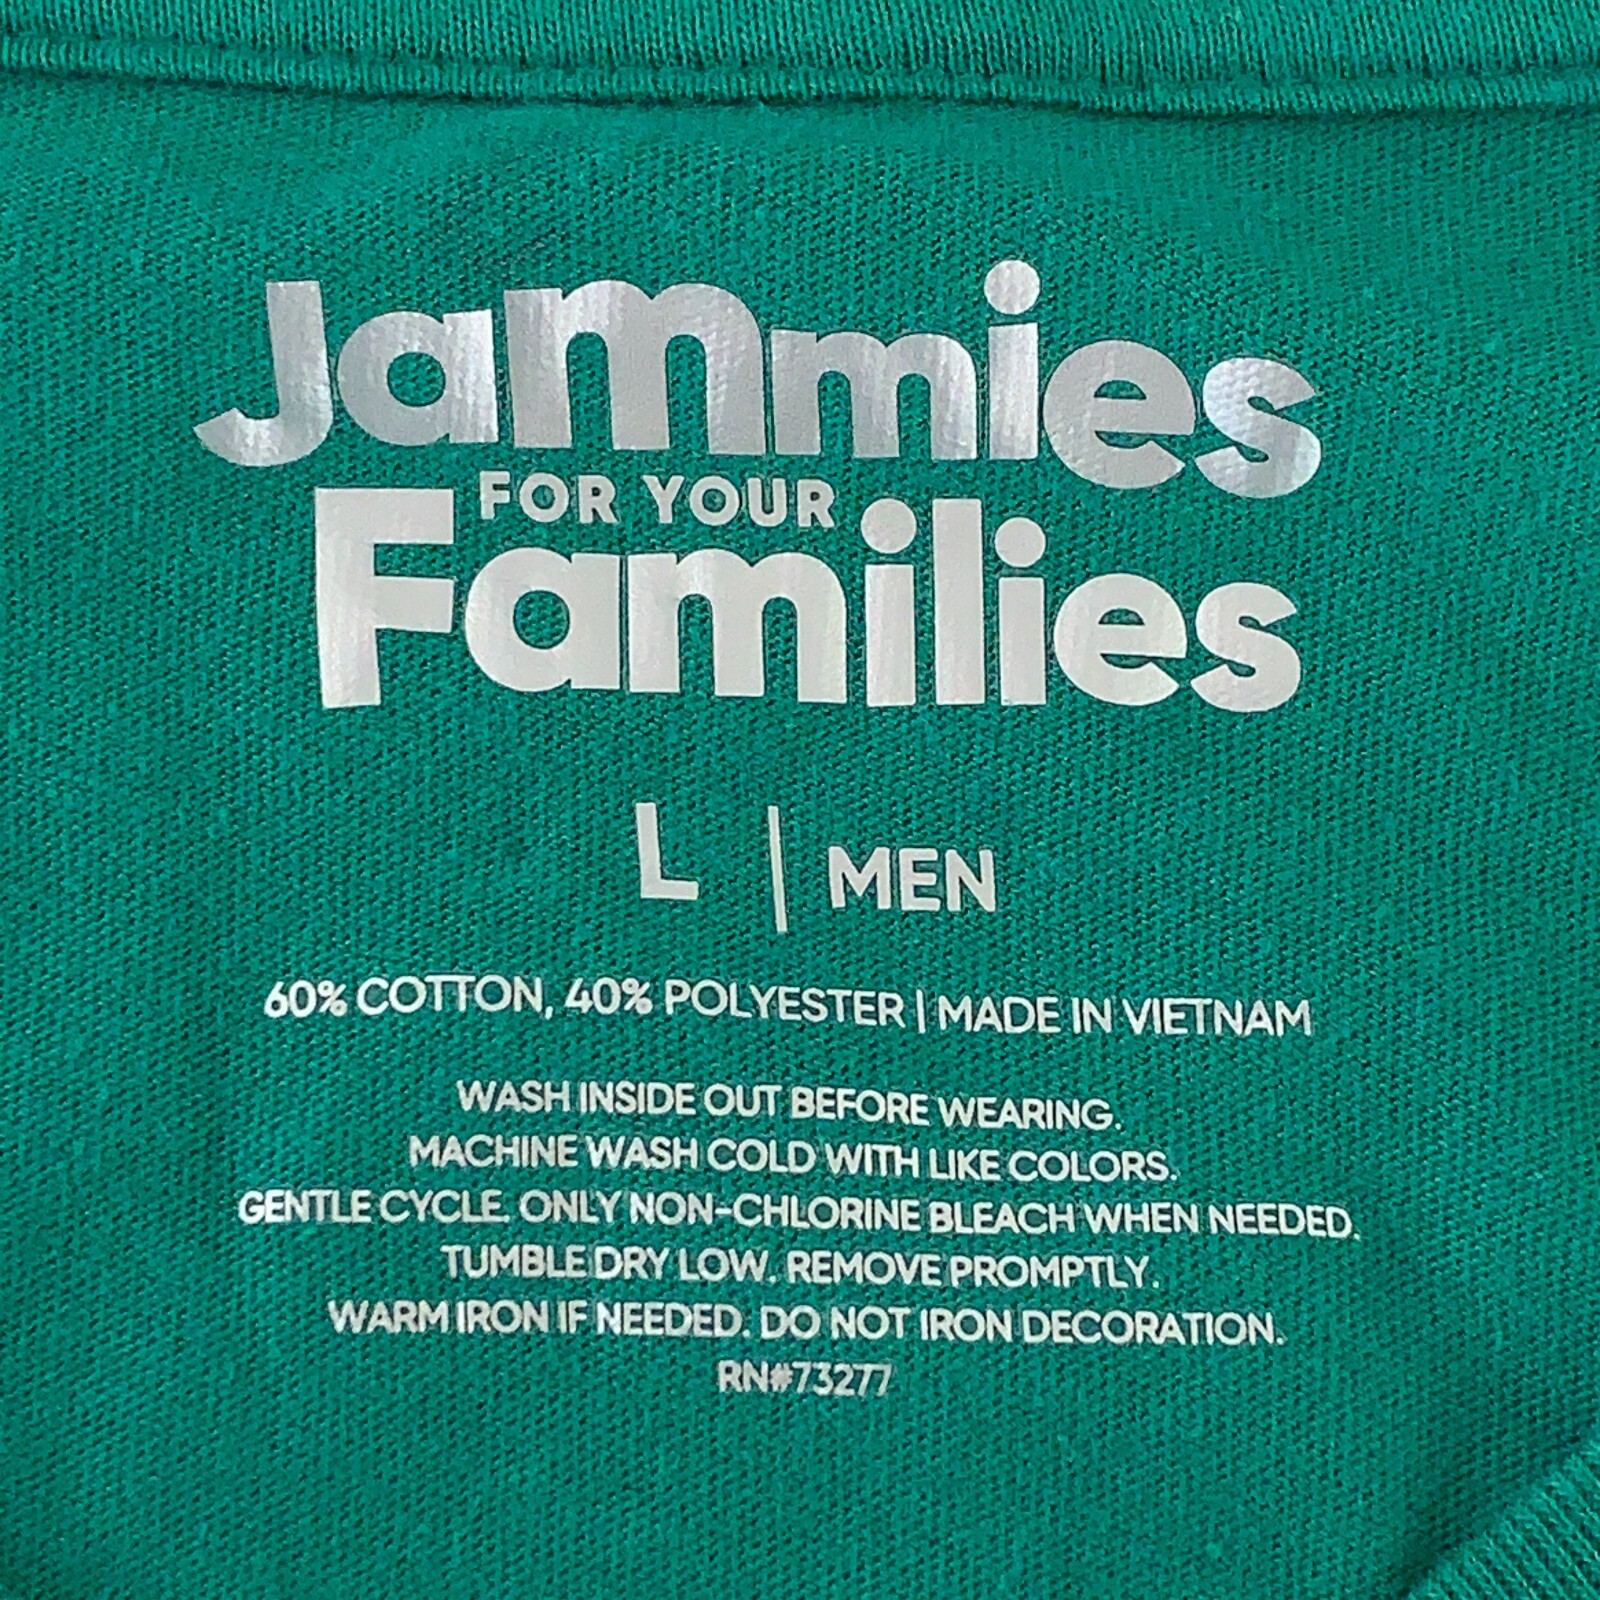 Jammies
FOR YOUR
Families
L | MEN
60% COTTON, 40% POLYESTER | MADE IN VIETNAM
WASH INSIDE OUT BEFORE WEARING.
MACHINE WASH COLD WITH LIKE COLORS.
GENTLE CYCLE. ONLY NON-CHLORINE BLEACH WHEN NEEDED.
TUMBLE DRY LOW. REMOVE PROMPTLY.
WARM IRON IF NEEDED. DO NOT IRON DECORATION.
RN#73277